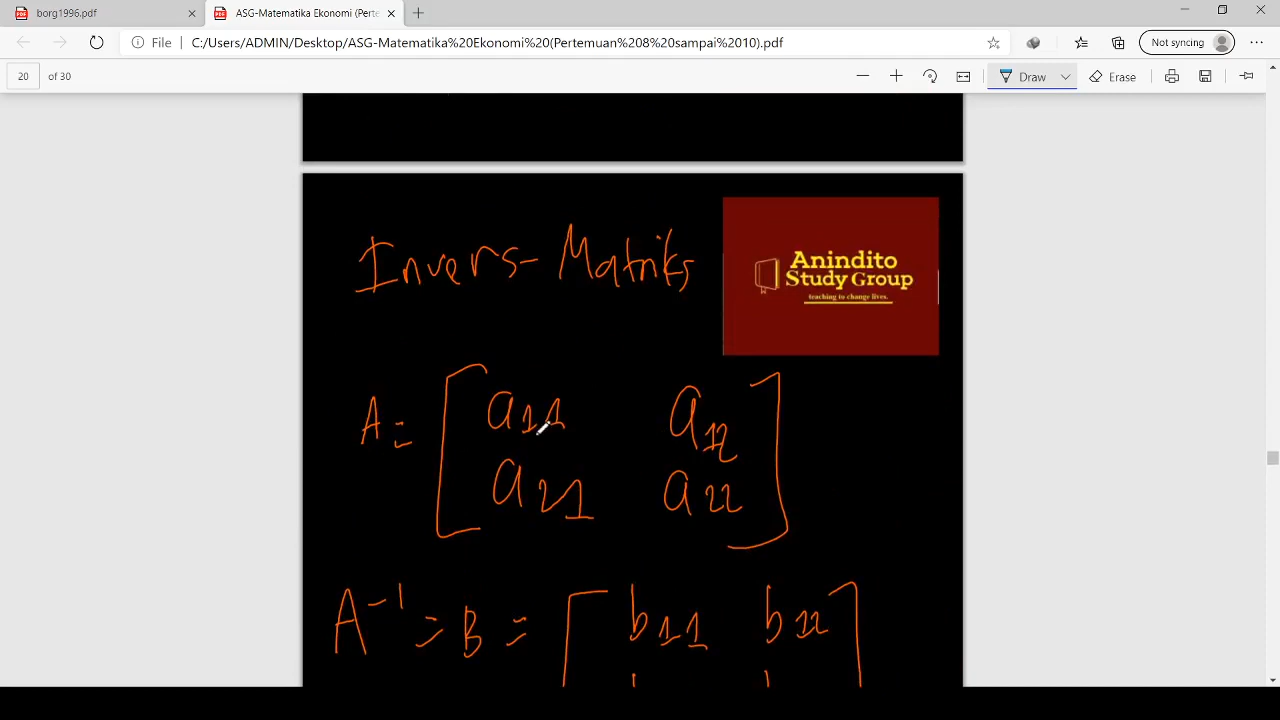 borg1996.pdf
ASG-Matematika Ekonomi (Perte
File C:/Users/ADMIN/Desktop/ASG-Matematika%20Ekonomi%20(Pertemuan%208%20sampai%2010).pdf
Not syncing
20 of 30
Draw
Erase
Invers-Matriks
Anindito
Study Group
teaching to change lives.
A = [ a11 a12
a21 a22 ]
A-1 = B = [ b11 b12